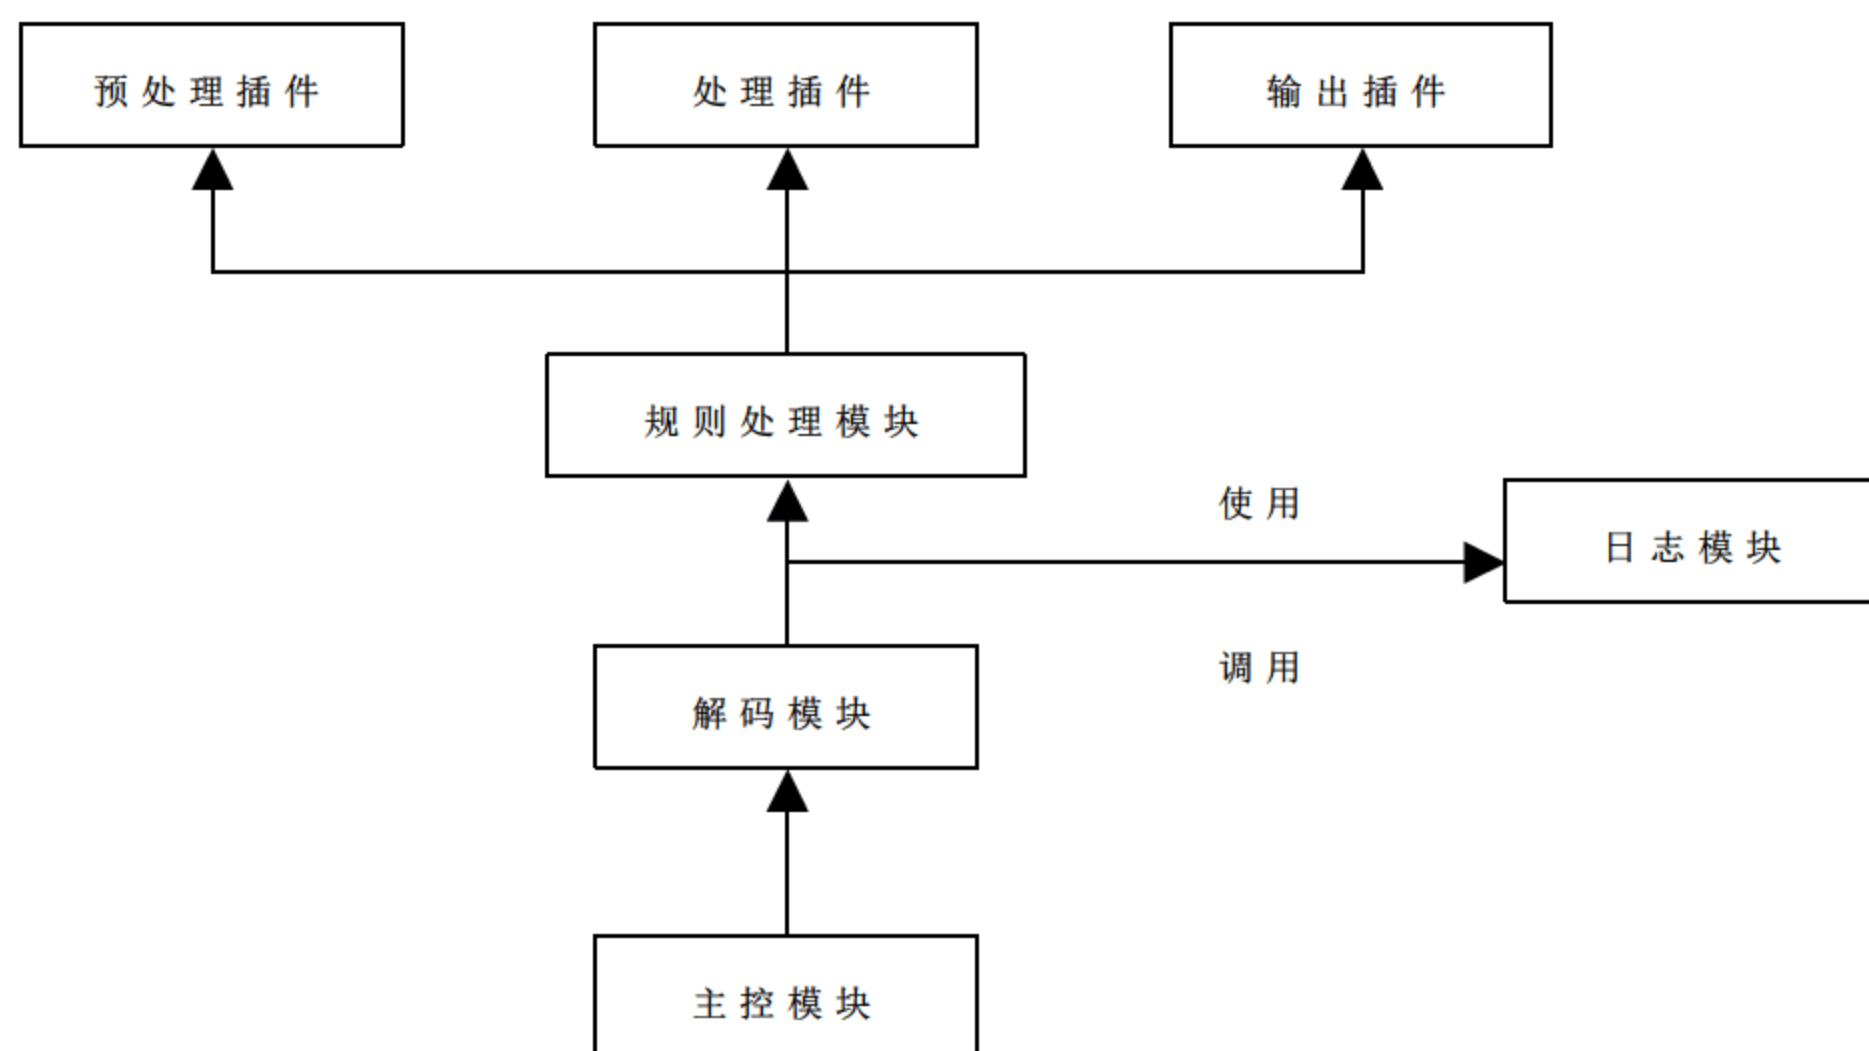 预处理插件
处理插件
输出插件
规则处理模块
使用
日志模块
调用
解码模块
主控模块